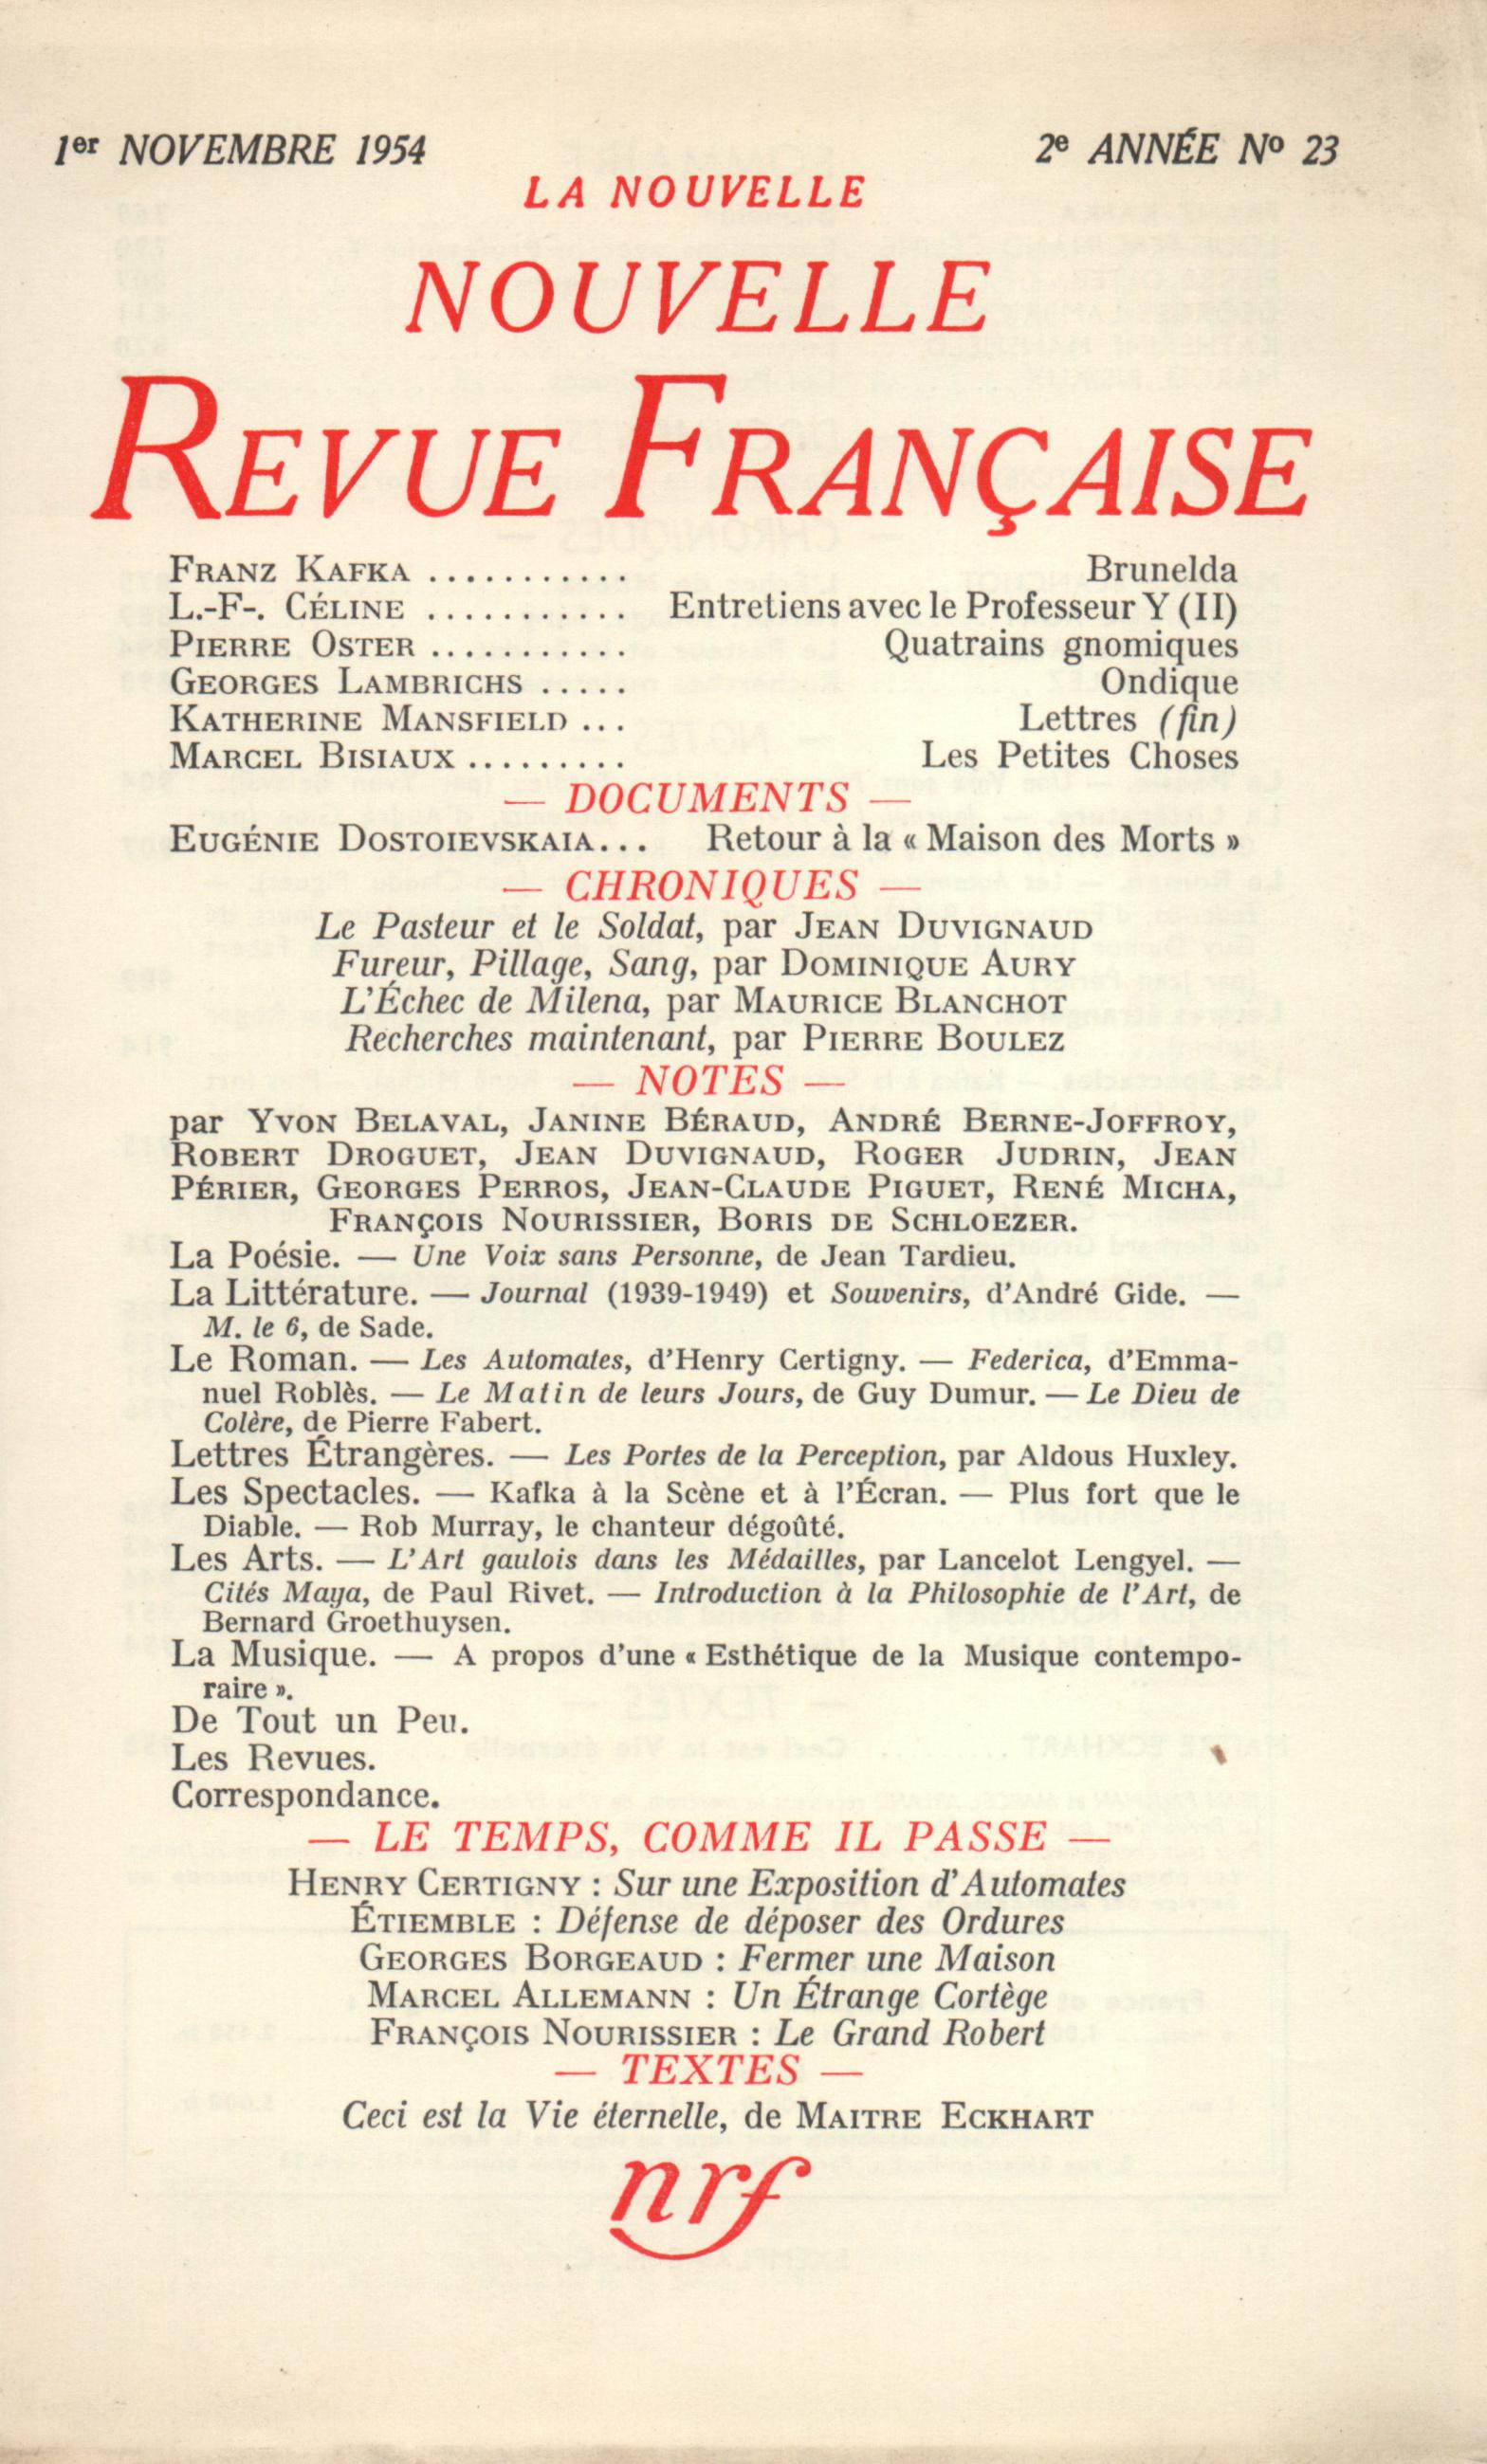 1er NOVEMBRE 1954
2e ANNÉE No 23
LA NOUVELLE
NOUVELLE
REVUE FRANÇAISE
FRANZ KAFKA ........... Brunelda
L.-F-. CÉLINE ........... Entretiens avec le Professeur Y (II)
PIERRE OSTER ........... Quatrains gnomiques
GEORGES LAMBRICHS ..... Ondique
KATHERINE MANSFIELD ... Lettres (fin)
MARCEL BISIAUX ......... Les Petites Choses
— DOCUMENTS —
EUGÉNIE DOSTOIEVSKAIA... Retour à la « Maison des Morts »
— CHRONIQUES —
Le Pasteur et le Soldat, par JEAN DUVIGNAUD
Fureur, Pillage, Sang, par DOMINIQUE AURY
L'Échec de Milena, par MAURICE BLANCHOT
Recherches maintenant, par PIERRE BOULEZ
— NOTES —
par YVON BELAVAL, JANINE BÉRAUD, ANDRÉ BERNE-JOFFROY,
ROBERT DROGUET, JEAN DUVIGNAUD, ROGER JUDRIN, JEAN
PÉRIER, GEORGES PERROS, JEAN-CLAUDE PIGUET, RENÉ MICHA,
FRANÇOIS NOURISSIER, BORIS DE SCHLOEZER.
La Poésie. — Une Voix sans Personne, de Jean Tardieu.
La Littérature. — Journal (1939-1949) et Souvenirs, d'André Gide. —
M. le 6, de Sade.
Le Roman. — Les Automates, d'Henry Certigny. — Federica, d'Emma-
nuel Roblès. — Le Matin de leurs Jours, de Guy Dumur. — Le Dieu de
Colère, de Pierre Fabert.
Lettres Étrangères. — Les Portes de la Perception, par Aldous Huxley.
Les Spectacles. — Kafka à la Scène et à l'Écran. — Plus fort que le
Diable. — Rob Murray, le chanteur dégoûté.
Les Arts. — L'Art gaulois dans les Médailles, par Lancelot Lengyel. —
Cités Maya, de Paul Rivet. — Introduction à la Philosophie de l'Art, de
Bernard Groethuysen.
La Musique. — A propos d'une « Esthétique de la Musique contempo-
raire ».
De Tout un Peu.
Les Revues.
Correspondance.
— LE TEMPS, COMME IL PASSE —
HENRY CERTIGNY : Sur une Exposition d'Automates
ÉTIEMBLE : Défense de déposer des Ordures
GEORGES BORGEAUD : Fermer une Maison
MARCEL ALLEMANN : Un Étrange Cortège
FRANÇOIS NOURISSIER : Le Grand Robert
— TEXTES —
Ceci est la Vie éternelle, de MAITRE ECKHART
nrf